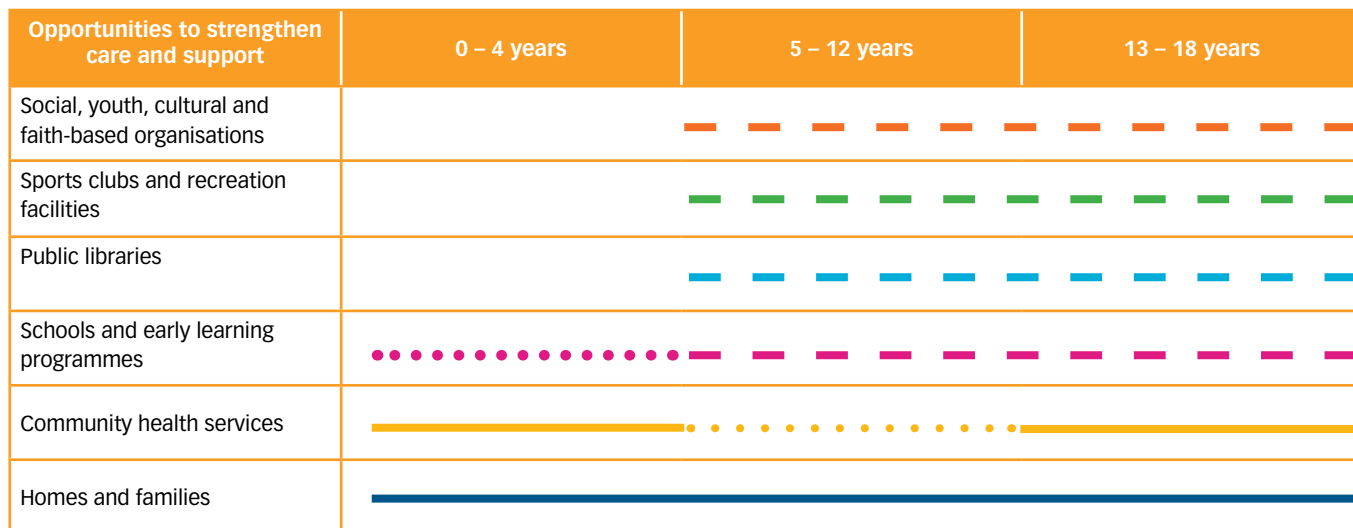 Opportunities to strengthen
care and support
0 – 4 years
5 – 12 years
13 – 18 years
Social, youth, cultural and
faith-based organisations
Sports clubs and recreation
facilities
Public libraries
Schools and early learning
programmes
Community health services
Homes and families